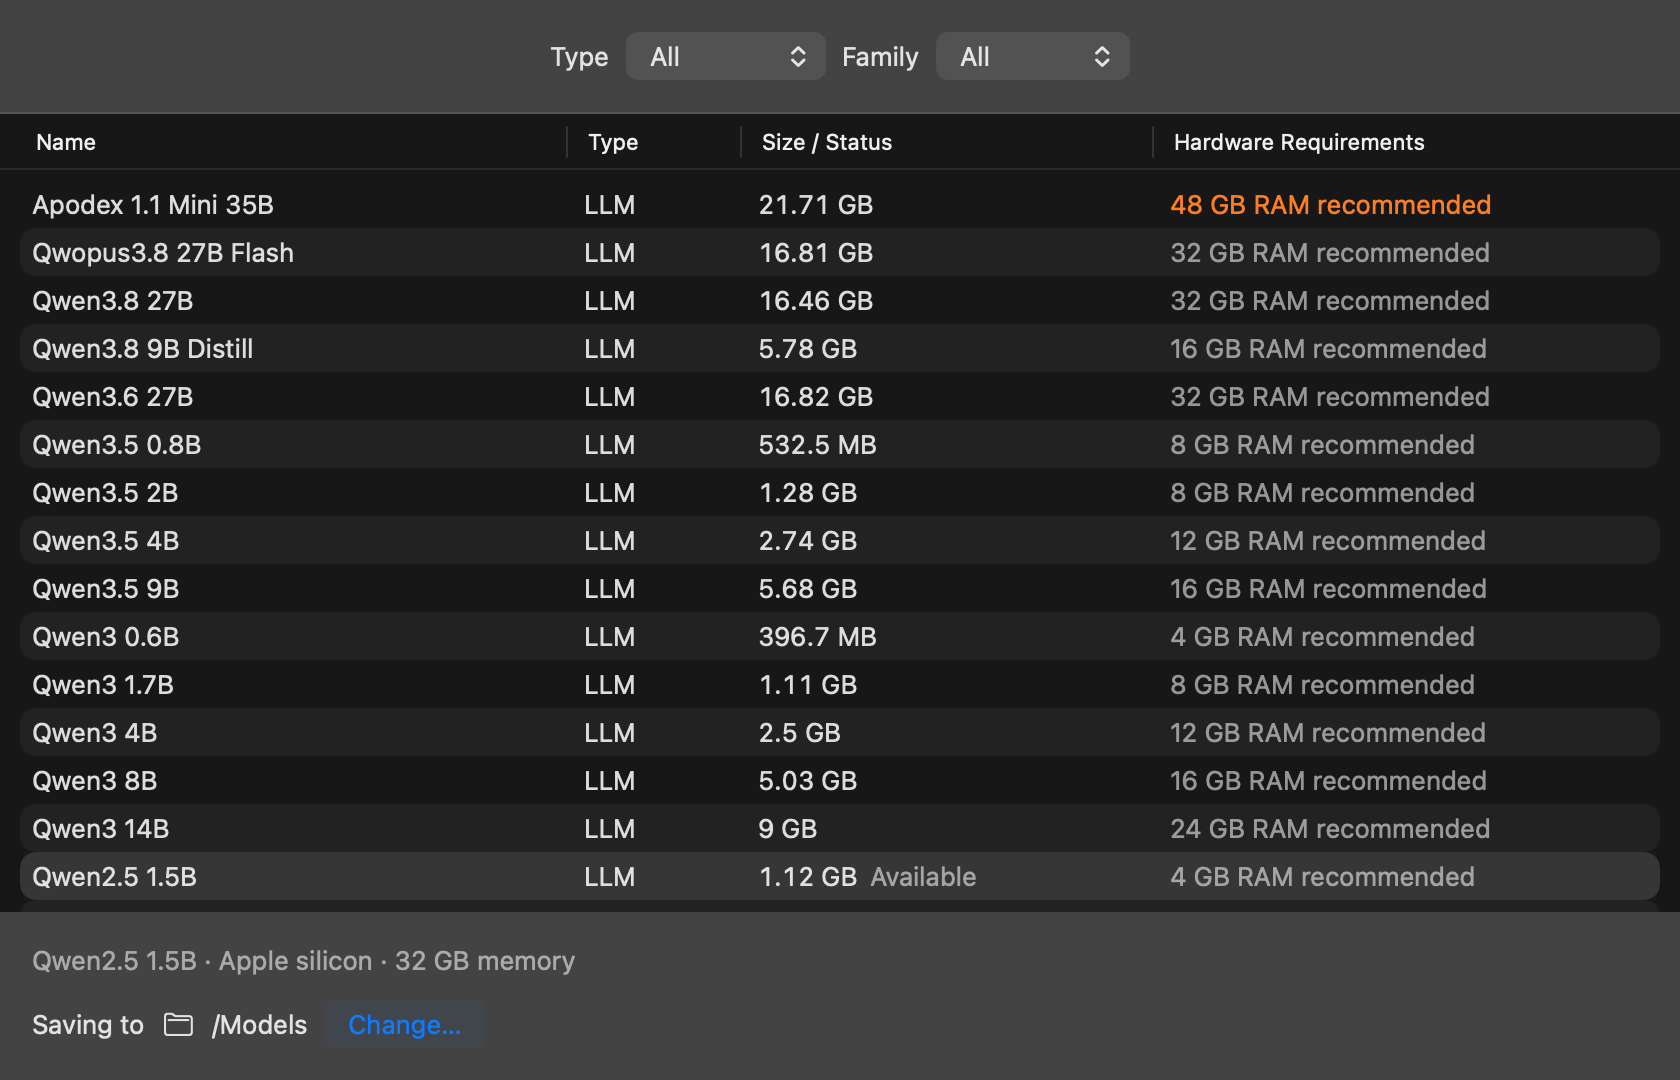 Type All Family All
Name Type Size / Status Hardware Requirements
Apodex 1.1 Mini 35B LLM 21.71 GB 48 GB RAM recommended
Qwopus3.8 27B Flash LLM 16.81 GB 32 GB RAM recommended
Qwen3.8 27B LLM 16.46 GB 32 GB RAM recommended
Qwen3.8 9B Distill LLM 5.78 GB 16 GB RAM recommended
Qwen3.6 27B LLM 16.82 GB 32 GB RAM recommended
Qwen3.5 0.8B LLM 532.5 MB 8 GB RAM recommended
Qwen3.5 2B LLM 1.28 GB 8 GB RAM recommended
Qwen3.5 4B LLM 2.74 GB 12 GB RAM recommended
Qwen3.5 9B LLM 5.68 GB 16 GB RAM recommended
Qwen3 0.6B LLM 396.7 MB 4 GB RAM recommended
Qwen3 1.7B LLM 1.11 GB 8 GB RAM recommended
Qwen3 4B LLM 2.5 GB 12 GB RAM recommended
Qwen3 8B LLM 5.03 GB 16 GB RAM recommended
Qwen3 14B LLM 9 GB 24 GB RAM recommended
Qwen2.5 1.5B LLM 1.12 GB Available 4 GB RAM recommended
Qwen2.5 1.5B · Apple silicon · 32 GB memory
Saving to /Models Change...